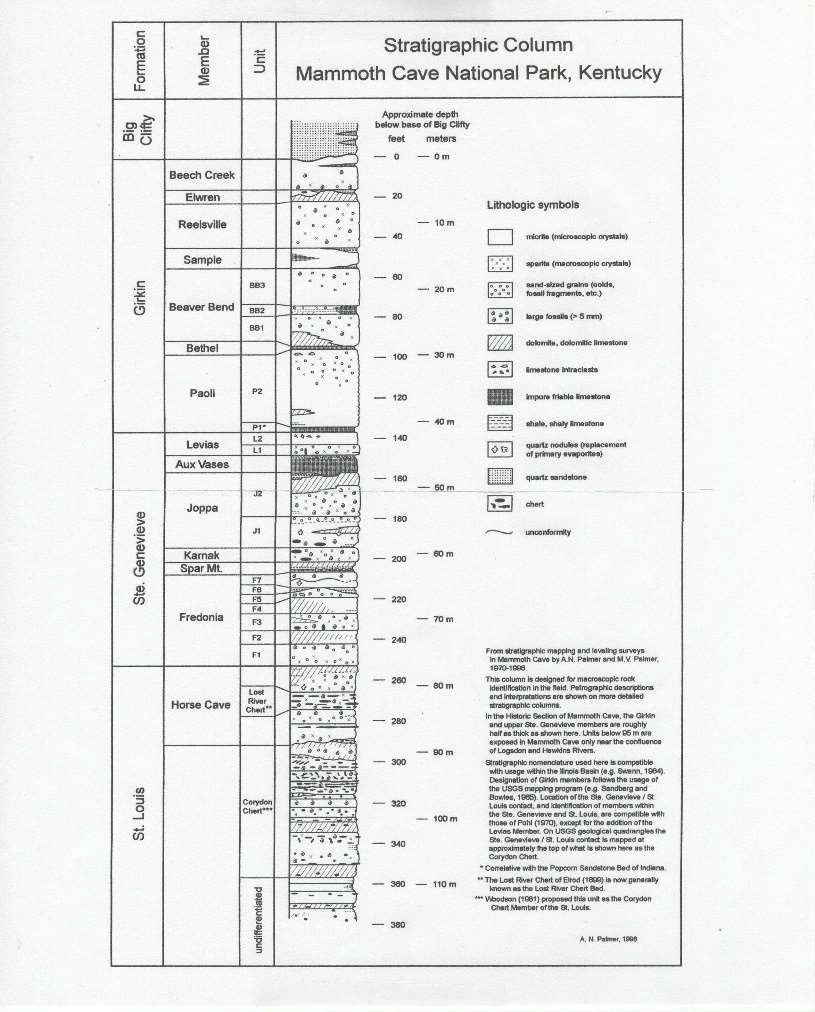 Formation
Member
Unit
Stratigraphic Column
Mammoth Cave National Park, Kentucky
Big
Clifty
Approximate depth
below base of Big Clifty
feet meters
0 0 m
20
10 m
40
60
20 m
80
100 30 m
120
40 m
140
160
50 m
180
200 60 m
220
70 m
240
260
80 m
280
90 m
300
320
100 m
340
360 110 m
380
Girkin
Beech Creek
Elwren
Reelsville
Sample
Beaver Bend
BB3
BB2
BB1
Bethel
Paoli
P2
P1*
Ste. Genevieve
Levias
L2
L1
Aux Vases
Joppa
J2
J1
Karnak
Spar Mt.
Fredonia
F7
F6
F5
F4
F3
F2
F1
St. Louis
Horse Cave
Lost
River
Chert**
Corydon
Chert***
undifferentiated
Lithologic symbols
micrite (microscopic crystals)
sparite (macroscopic crystals)
sand-sized grains (ooids,
fossil fragments, etc.)
large fossils (> 5 mm)
dolomite, dolomitic limestone
limestone intraclasts
impure friable limestone
shale, shaly limestone
quartz nodules (replacement
of primary evaporites)
quartz sandstone
chert
unconformity
From stratigraphic mapping and leveling surveys
in Mammoth Cave by A.N. Palmer and M.V. Palmer,
1970-1998.
This column is designed for macroscopic rock
identification in the field. Petrographic descriptions
and interpretations are shown on more detailed
stratigraphic columns.
In the Historic Section of Mammoth Cave, the Girkin
and upper Ste. Genevieve members are roughly
half as thick as shown here. Units below 95 m are
exposed in Mammoth Cave only near the confluence
of Logsdon and Hawkins Rivers.
Stratigraphic nomenclature used here is compatible
with usage within the Ilinois Basin (e.g. Swann, 1964).
Designation of Girkin members follows the usage of
the USGS mapping program (e.g. Sandberg and
Bowles, 1965). Location of the Ste. Genevieve / St.
Louis contact, and identification of members within
the Ste. Genevieve and St. Louis, are compatible with
those of Pohl (1970), except for the addition of the
Levias Member. On USGS geological quadrangles the
Ste. Genevieve / St. Louis contact is mapped at
approximately the top of what is shown here as the
Corydon Chert.
* Correlative with the Popcorn Sandstone Bed of Indiana.
** The Lost River Chert of Elrod (1899) is now generally
known as the Lost River Chert Bed.
*** Woodson (1981) proposed this unit as the Corydon
Chert Member of the St. Louis.
A. N. Palmer, 1998